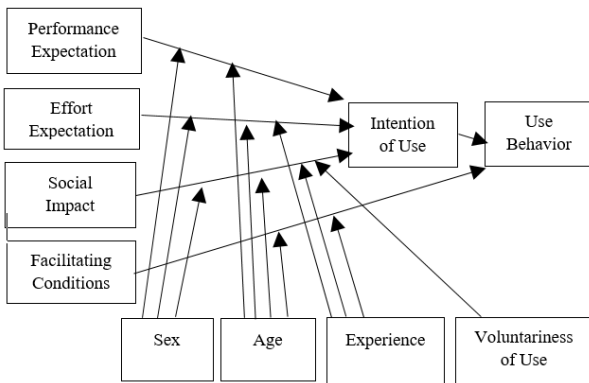 Performance
Expectation
Effort
Expectation
Intention
of Use
Use
Behavior
Social
Impact
Facilitating
Conditions
Sex
Age
Experience
Voluntariness
of Use